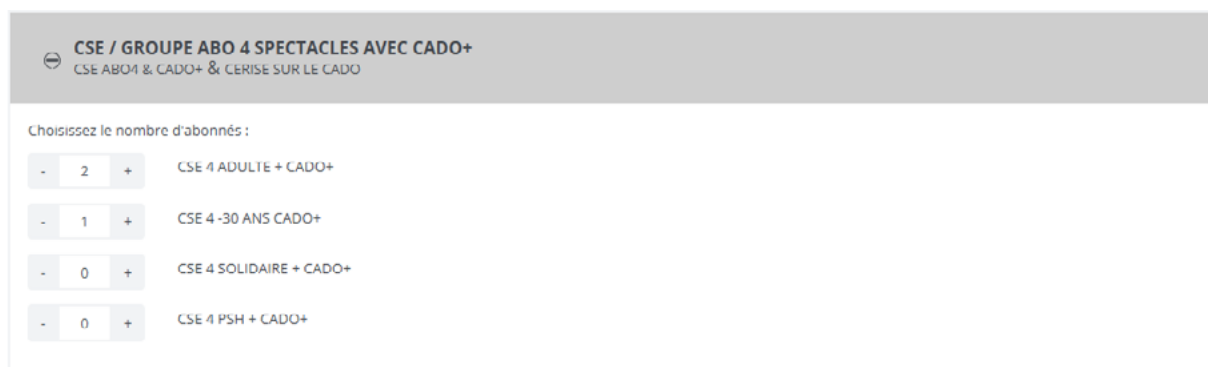 CSE / GROUPE ABO 4 SPECTACLES AVEC CADO+
CSE ABO4 & CADO+ & CERISE SUR LE CADO
Choisissez le nombre d'abonnés :
- 2 + CSE 4 ADULTE + CADO+
- 1 + CSE 4 -30 ANS CADO+
- 0 + CSE 4 SOLIDAIRE + CADO+
- 0 + CSE 4 PSH + CADO+